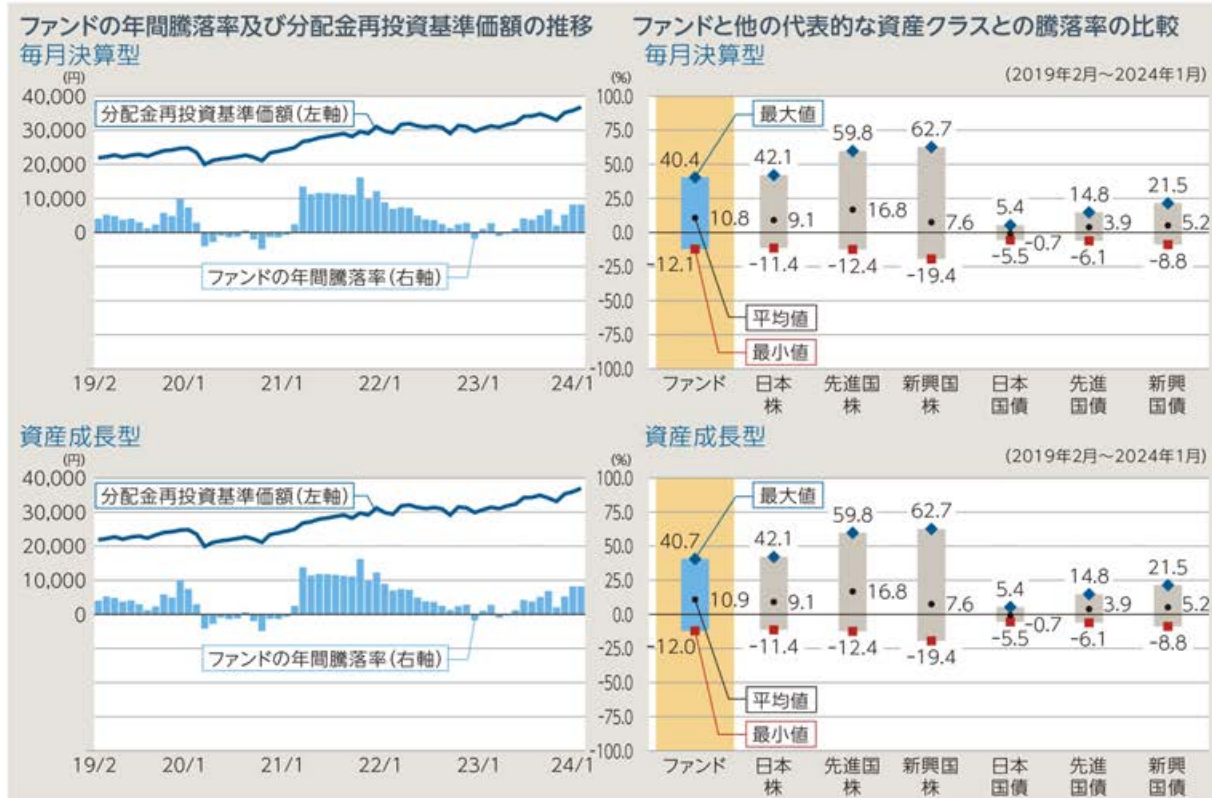 ファンドの年間騰落率及び分配金再投資基準価額の推移
毎月決算型
(円)
(%)
40,000
30,000
20,000
10,000
0
100.0
75.0
50.0
25.0
0.0
-25.0
-50.0
-75.0
-100.0
分配金再投資基準価額(左軸)
ファンドの年間騰落率(右軸)
19/2 20/1 21/1 22/1 23/1 24/1
ファンドと他の代表的な資産クラスとの騰落率の比較
毎月決算型
(2019年2月～2024年1月)
最大値
平均値
最小値
40.4 42.1 59.8 62.7 5.4 14.8 21.5
10.8 9.1 16.8 7.6 -0.7 3.9 5.2
-12.1 -11.4 -12.4 -19.4 -5.5 -6.1 -8.8
ファンド 日本 先進国 新興国 日本 先進 新興
株 株 株 国債 国債 国債
資産成長型
(円)
(%)
40,000
30,000
20,000
10,000
0
100.0
75.0
50.0
25.0
0.0
-25.0
-50.0
-75.0
-100.0
分配金再投資基準価額(左軸)
ファンドの年間騰落率(右軸)
19/2 20/1 21/1 22/1 23/1 24/1
資産成長型
(2019年2月～2024年1月)
最大値
平均値
最小値
40.7 42.1 59.8 62.7 5.4 14.8 21.5
10.9 9.1 16.8 7.6 -0.7 3.9 5.2
-12.0 -11.4 -12.4 -19.4 -5.5 -6.1 -8.8
ファンド 日本 先進国 新興国 日本 先進 新興
株 株 株 国債 国債 国債